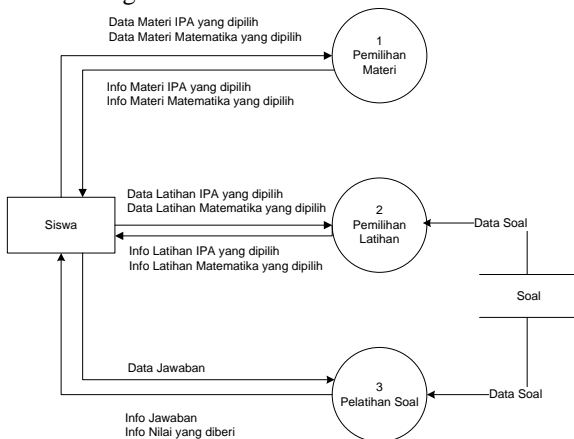 Data Materi IPA yang dipilih
Data Materi Matematika yang dipilih
1
Pemilihan
Materi
Info Materi IPA yang dipilih
Info Materi Matematika yang dipilih
Data Latihan IPA yang dipilih
Data Latihan Matematika yang dipilih
2
Pemilihan
Latihan
Data Soal
Siswa
Info Latihan IPA yang dipilih
Info Latihan Matematika yang dipilih
Soal
Data Jawaban
3
Pelatihan Soal
Data Soal
Info Jawaban
Info Nilai yang diberi